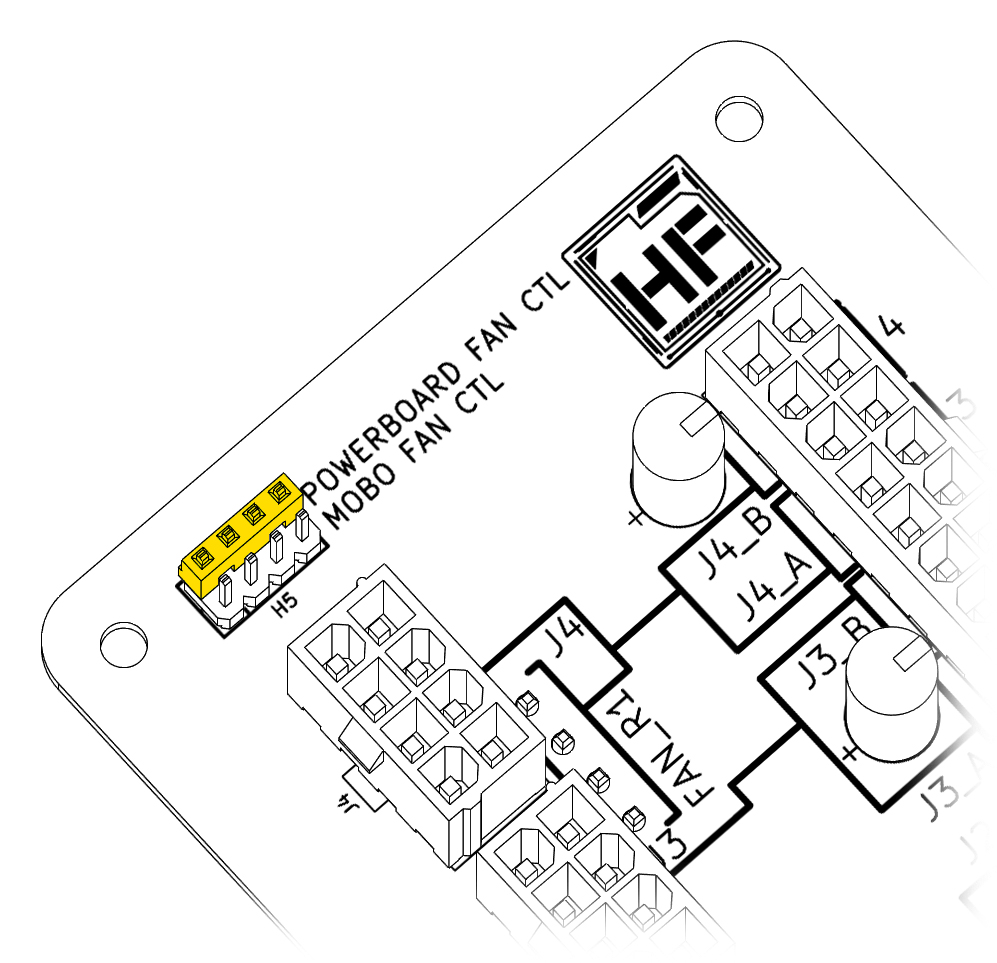 HF
4
3
POWERBOARD FAN CTL
MOBO FAN CTL
+
J4_B
J4_A
H5
J4
J3_B
FAN_R1
+
J4
J3_A
J3